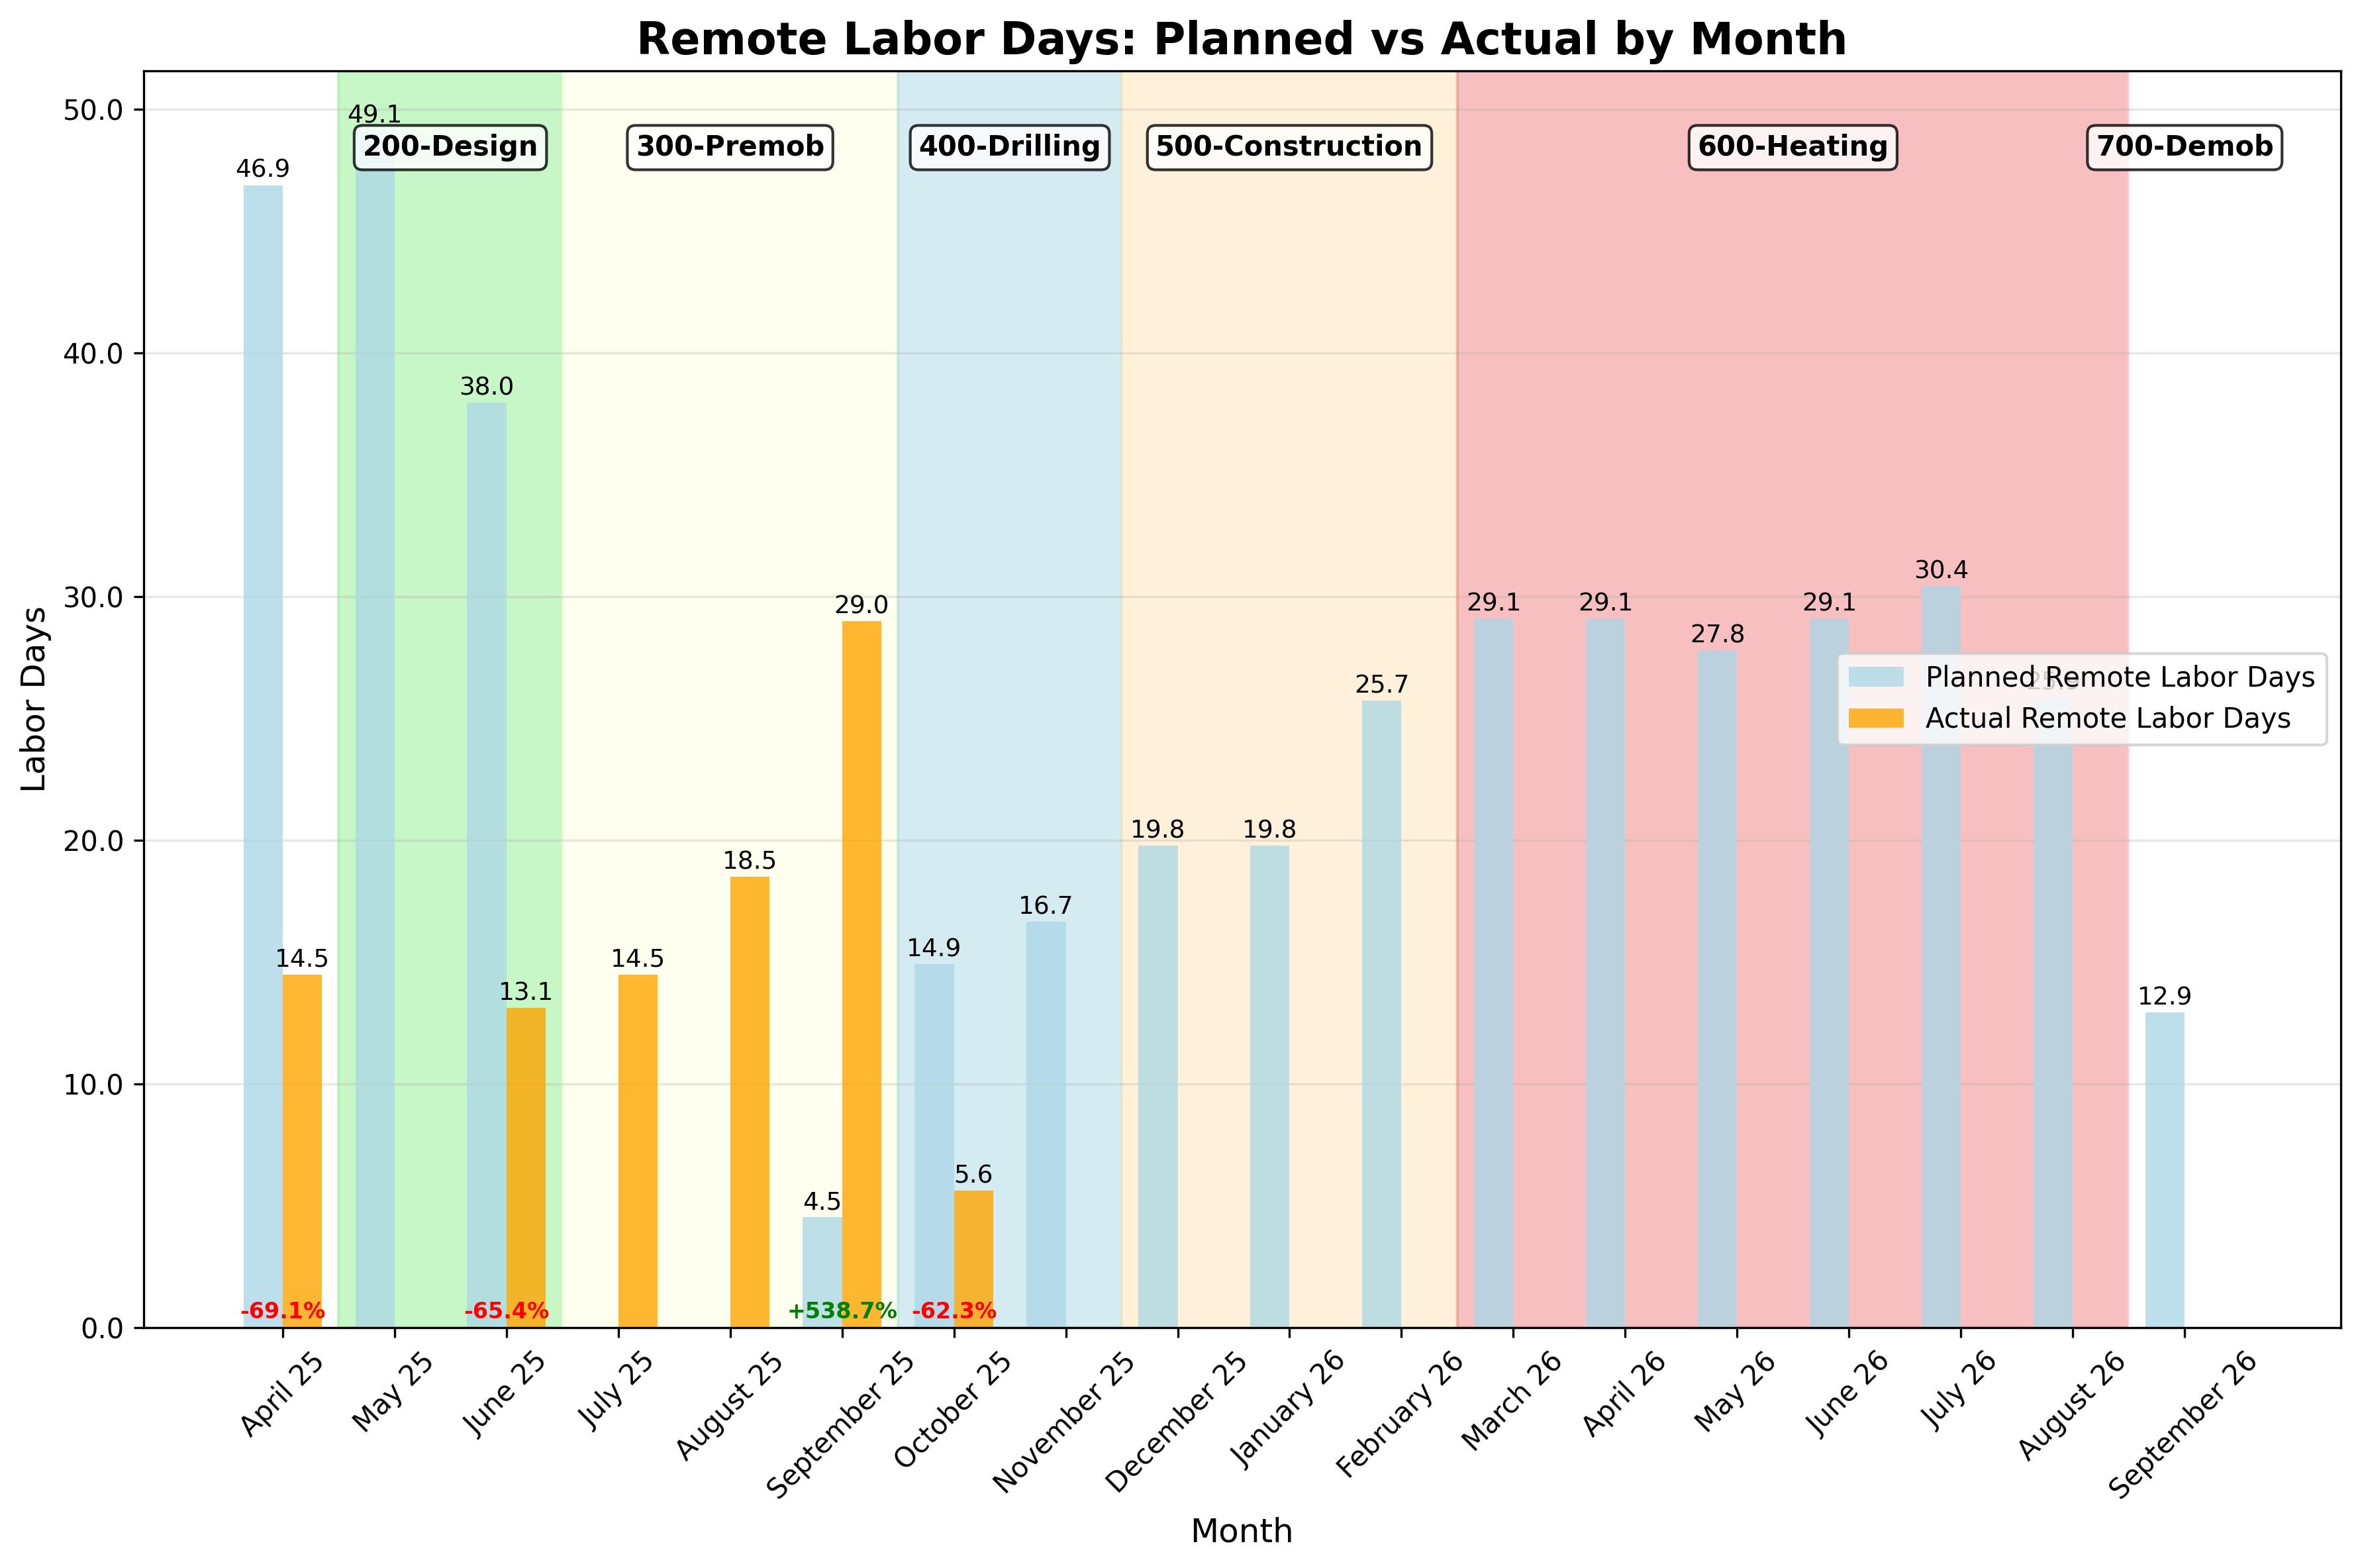 Remote Labor Days: Planned vs Actual by Month
50.0
40.0
30.0
20.0
10.0
0.0
Labor Days
200-Design
300-Premob
400-Drilling
500-Construction
600-Heating
700-Demob
46.9
49.1
38.0
4.5
14.9
16.7
19.8
19.8
25.7
29.1
29.1
27.8
29.1
30.4
12.9
14.5
13.1
14.5
18.5
29.0
5.6
-69.1%
-65.4%
+538.7%
-62.3%
Planned Remote Labor Days
Actual Remote Labor Days
April 25
May 25
June 25
July 25
August 25
September 25
October 25
November 25
December 25
January 26
February 26
March 26
April 26
May 26
June 26
July 26
August 26
September 26
Month